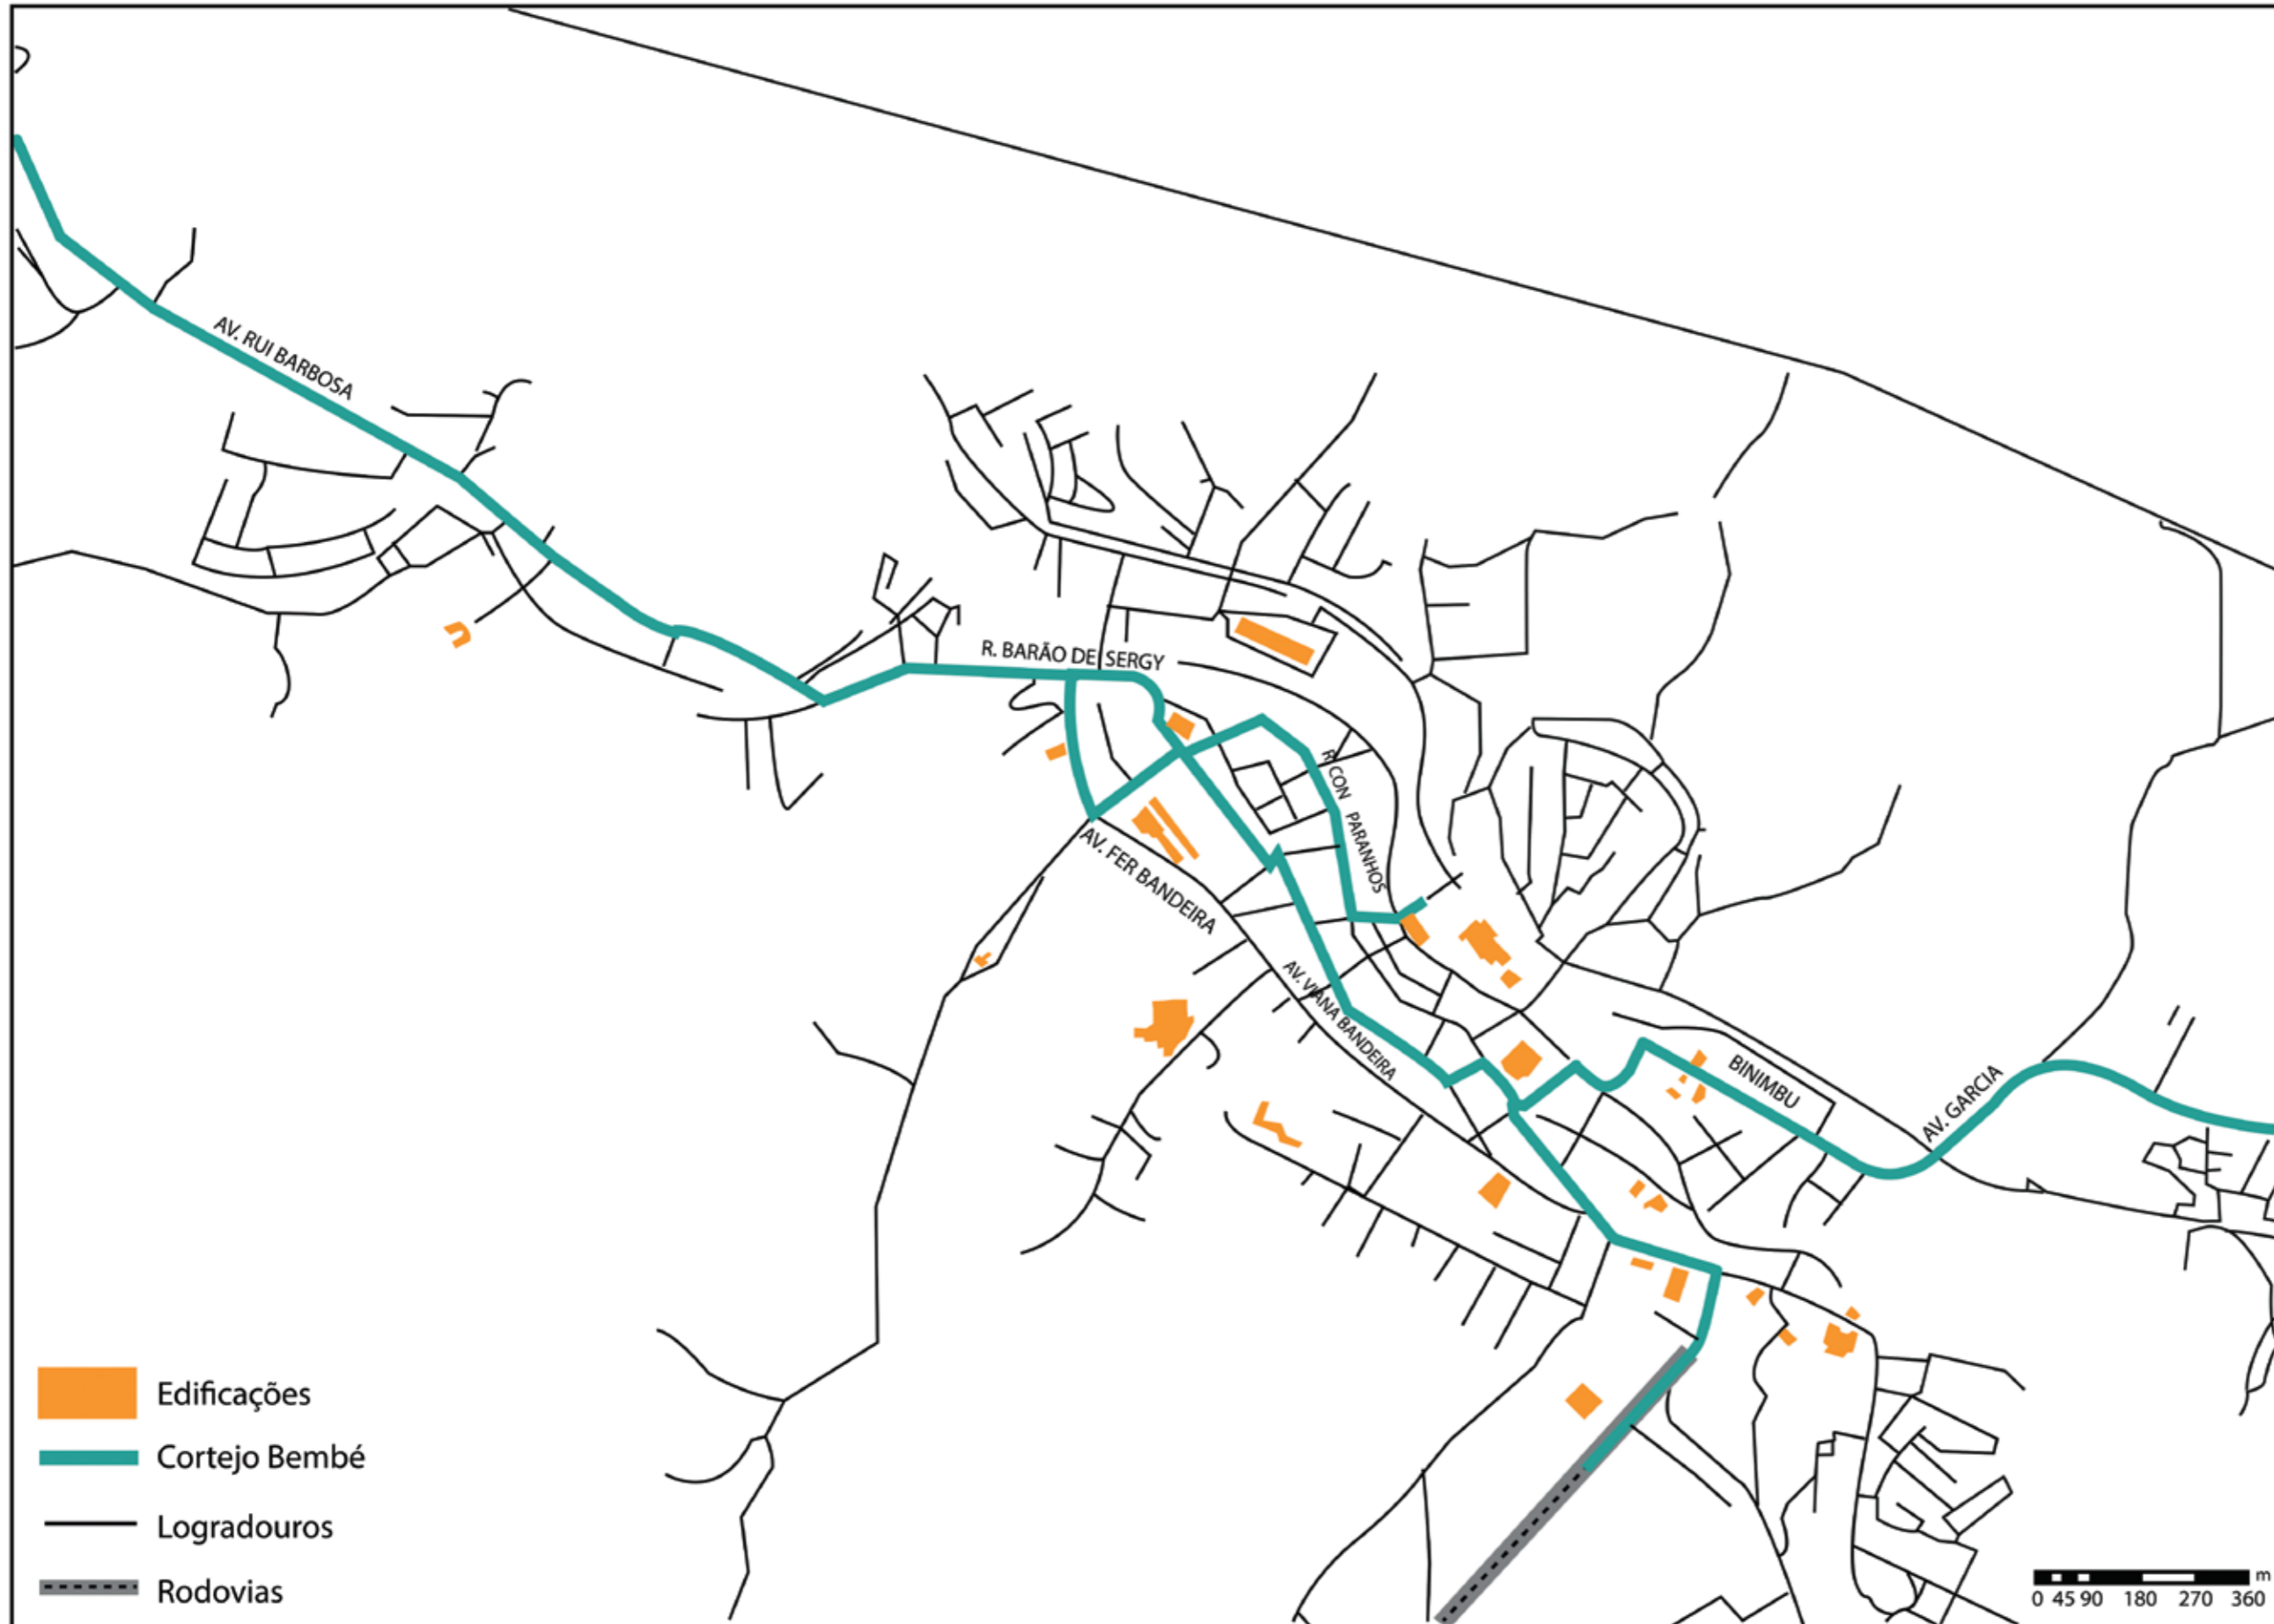 AV. RUI BARBOSA
R. BARÃO DE SERGY
R. CON PARANHOS
AV. FER BANDEIRA
AV. VIANA BANDEIRA
BINIMBU
AV. GARCIA
Edificações
Cortejo Bembé
Logradouros
Rodovias
m
0 45 90 180 270 360